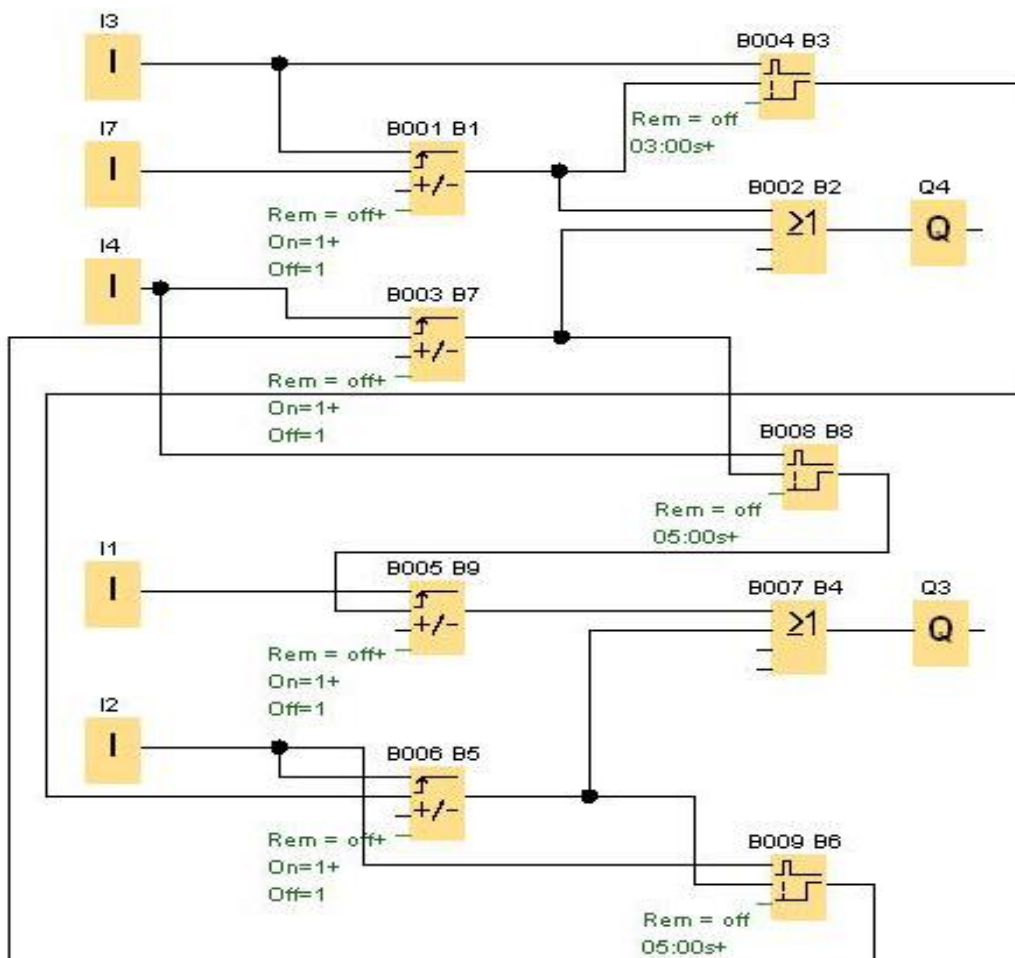 I3
I
B004 B3
Rem = off
03:00s+
I7
I
B001 B1
+/-
Rem = off+
On=1+
Off=1
B002 B2
≥1
Q4
Q
I4
I
B003 B7
+/-
Rem = off+
On=1+
Off=1
B008 B8
Rem = off
05:00s+
I1
I
B005 B9
+/-
Rem = off+
On=1+
Off=1
B007 B4
≥1
Q3
Q
I2
I
B006 B5
+/-
Rem = off+
On=1+
Off=1
B009 B6
Rem = off
05:00s+